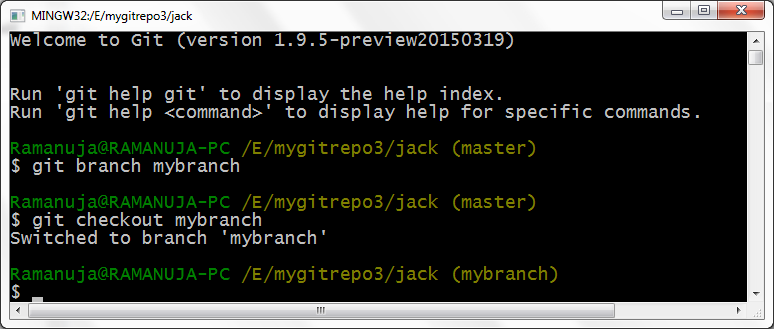 MINGW32:/E/mygitrepo3/jack
Welcome to Git (version 1.9.5-preview20150319)
Run 'git help git' to display the help index.
Run 'git help <command>' to display help for specific commands.
Ramanuja@RAMANUJA-PC /E/mygitrepo3/jack (master)
$ git branch mybranch
Ramanuja@RAMANUJA-PC /E/mygitrepo3/jack (master)
$ git checkout mybranch
Switched to branch 'mybranch'
Ramanuja@RAMANUJA-PC /E/mygitrepo3/jack (mybranch)
$